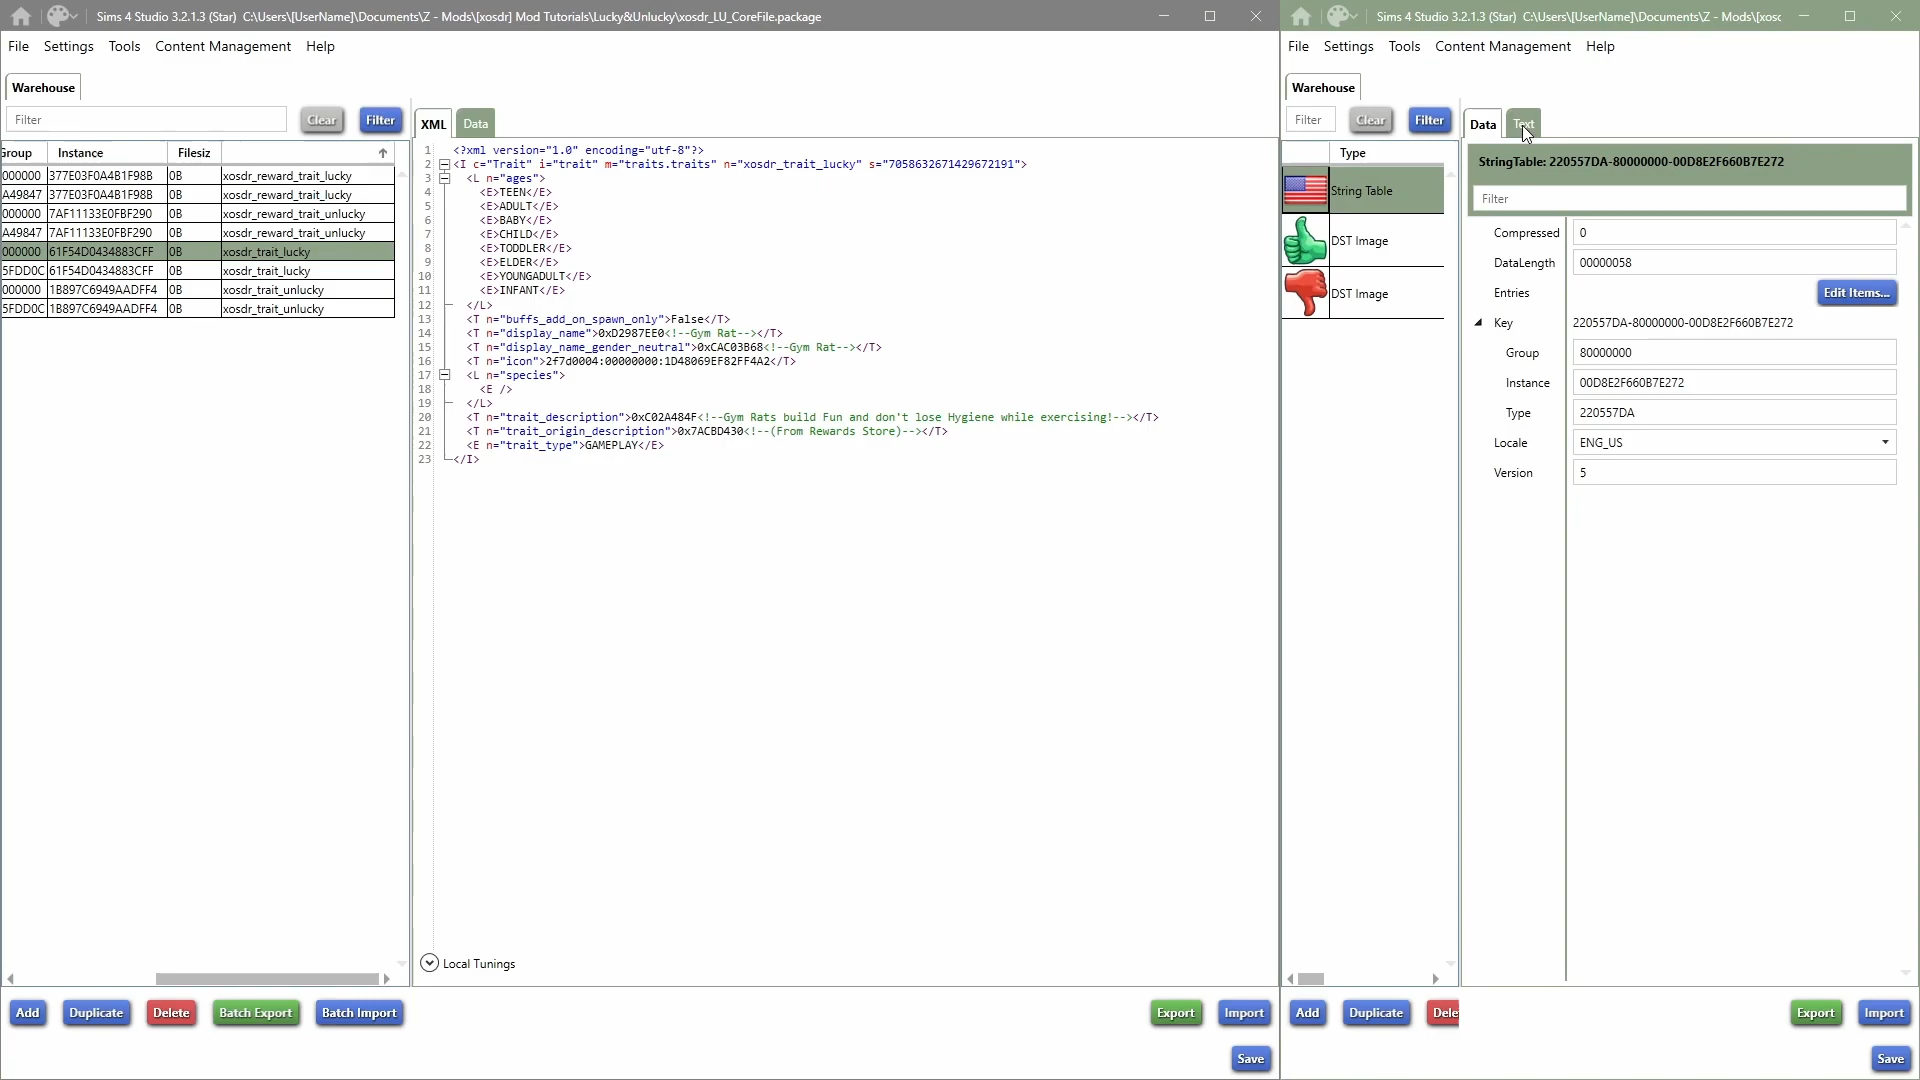 Sims 4 Studio 3.2.1.3 (Star) C:\Users\[UserName]\Documents\Z - Mods\[xosdr] Mod Tutorials\Lucky&Unlucky\xosdr_LU_CoreFile.package
File Settings Tools Content Management Help
Warehouse
Filter Clear Filter
Group Instance Filesiz
000000 377E03F0A4B1F98B 0B xosdr_reward_trait_lucky
A49847 377E03F0A4B1F98B 0B xosdr_reward_trait_lucky
000000 7AF11133E0FBF290 0B xosdr_reward_trait_unlucky
A49847 7AF11133E0FBF290 0B xosdr_reward_trait_unlucky
000000 61F54D0434883CFF 0B xosdr_trait_lucky
5FDD0C 61F54D0434883CFF 0B xosdr_trait_lucky
000000 1B897C6949AADFF4 0B xosdr_trait_unlucky
5FDD0C 1B897C6949AADFF4 0B xosdr_trait_unlucky
Add Duplicate Delete Batch Export Batch Import
XML Data
1 <?xml version="1.0" encoding="utf-8"?>
2 <I c="Trait" i="trait" m="traits.traits" n="xosdr_trait_lucky" s="7058632671429672191">
3 <L n="ages">
4 <E>TEEN</E>
5 <E>ADULT</E>
6 <E>BABY</E>
7 <E>CHILD</E>
8 <E>TODDLER</E>
9 <E>ELDER</E>
10 <E>YOUNGADULT</E>
11 <E>INFANT</E>
12 </L>
13 <T n="buffs_add_on_spawn_only">False</T>
14 <T n="display_name">0xD2987EE0<!--Gym Rat--></T>
15 <T n="display_name_gender_neutral">0xCAC03B68<!--Gym Rat--></T>
16 <T n="icon">2f7d0004:00000000:1D48069EF82FF4A2</T>
17 <L n="species">
18 <E />
19 </L>
20 <T n="trait_description">0xC02A484F<!--Gym Rats build Fun and don't lose Hygiene while exercising!--></T>
21 <T n="trait_origin_description">0x7ACBD430<!--(From Rewards Store)--></T>
22 <E n="trait_type">GAMEPLAY</E>
23 </I>
Local Tunings
Export Import
Save
Sims 4 Studio 3.2.1.3 (Star) C:\Users\[UserName]\Documents\Z - Mods\[xosc
File Settings Tools Content Management Help
Warehouse
Filter Clear Filter
Type
String Table
DST Image
DST Image
Add Duplicate Dele
Data Text
StringTable: 220557DA-80000000-00D8E2F660B7E272
Filter
Compressed 0
DataLength 00000058
Entries Edit Items...
Key 220557DA-80000000-00D8E2F660B7E272
Group 80000000
Instance 00D8E2F660B7E272
Type 220557DA
Locale ENG_US
Version 5
Export Import
Save